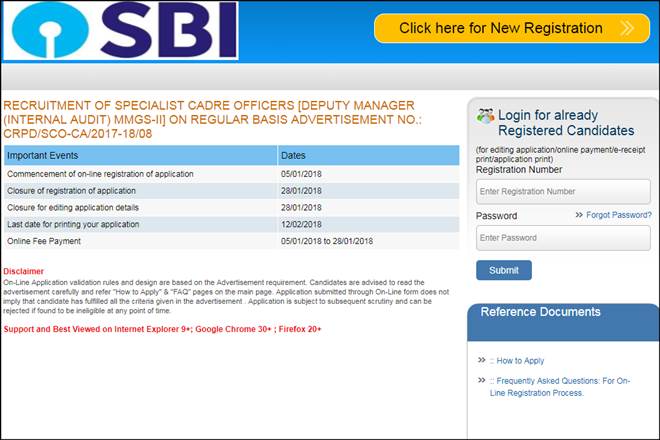 SBI
Click here for New Registration
RECRUITMENT OF SPECIALIST CADRE OFFICERS [DEPUTY MANAGER
(INTERNAL AUDIT) MMGS-II] ON REGULAR BASIS ADVERTISEMENT NO.:
CRPD/SCO-CA/2017-18/08
Important Events Dates
Commencement of on-line registration of application 05/01/2018
Closure of registration of application 28/01/2018
Closure for editing application details 28/01/2018
Last date for printing your application 12/02/2018
Online Fee Payment 05/01/2018 to 28/01/2018
Disclaimer
On-Line Application validation rules and design are based on the Advertisement requirement. Candidates are advised to read the
advertisement carefully and refer "How to Apply" & "FAQ" pages on the main page. Application submitted through On-Line form does not
imply that candidate has fulfilled all the criteria given in the advertisement . Application is subject to subsequent scrutiny and can be
rejected if found to be ineligible at any point of time.
Support and Best Viewed on Internet Explorer 9+; Google Chrome 30+ ; Firefox 20+
Login for already
Registered Candidates
(for editing application/online payment/e-receipt
print/application print)
Registration Number
Enter Registration Number
Password >> Forgot Password?
Enter Password
Submit
Reference Documents
>> :: How to Apply
>> :: Frequently Asked Questions: For On-
Line Registration Process.